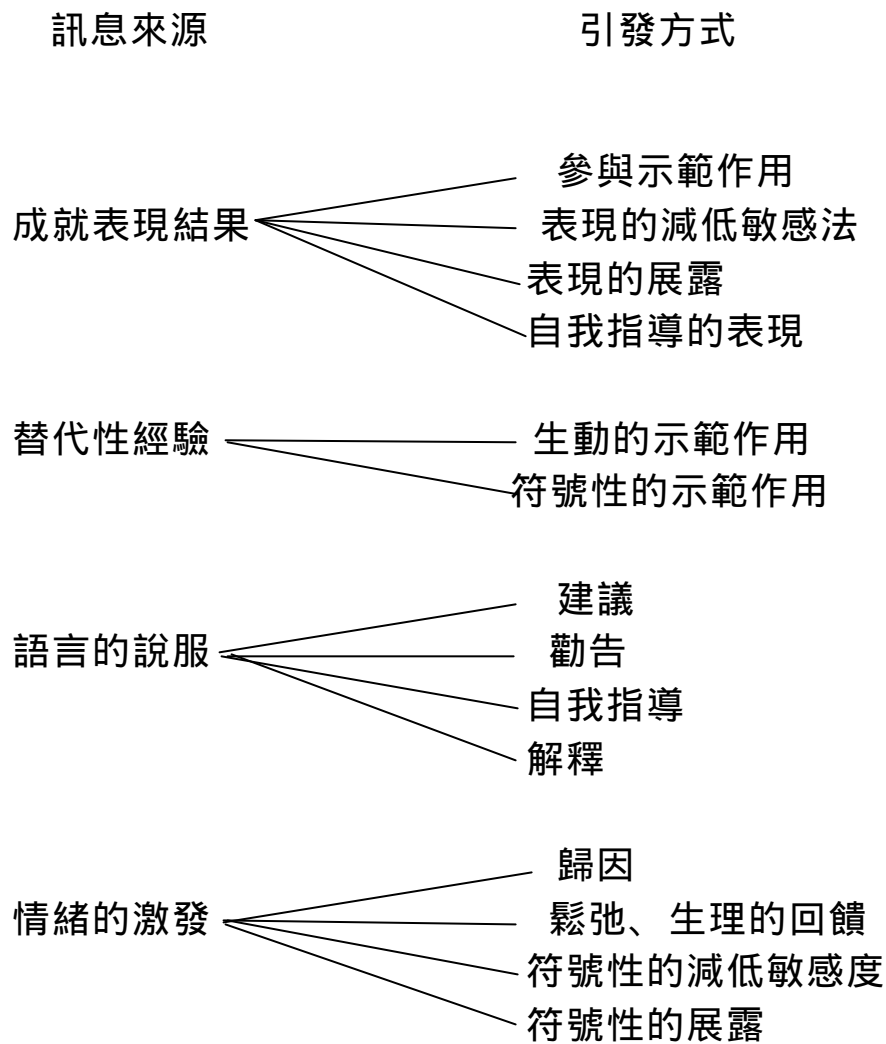 訊息來源 引發方式
參與示範作用
成就表現結果 表現的減低敏感法
表現的展露
自我指導的表現
替代性經驗 生動的示範作用
符號性的示範作用
建議
語言的說服 勸告
自我指導
解釋
歸因
情緒的激發 鬆弛、生理的回饋
符號性的減低敏感度
符號性的展露